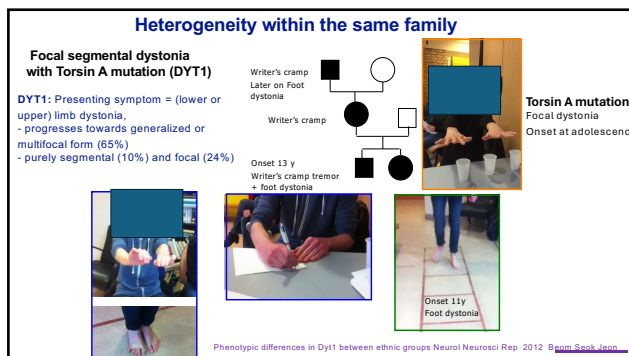 Heterogeneity within the same family
Focal segmental dystonia
with Torsin A mutation (DYT1)
DYT1: Presenting symptom = (lower or
upper) limb dystonia,
- progresses towards generalized or
multifocal form (65%)
- purely segmental (10%) and focal (24%)
Writer's cramp
Later on Foot
dystonia
Writer's cramp
Onset 13 y
Writer's cramp tremor
+ foot dystonia
Torsin A mutation
Focal dystonia
Onset at adolescenc
Onset 11y
Foot dystonia
Phenotypic differences in Dyt1 between ethnic groups Neurol Neurosci Rep 2012 Beom Seok Jeon